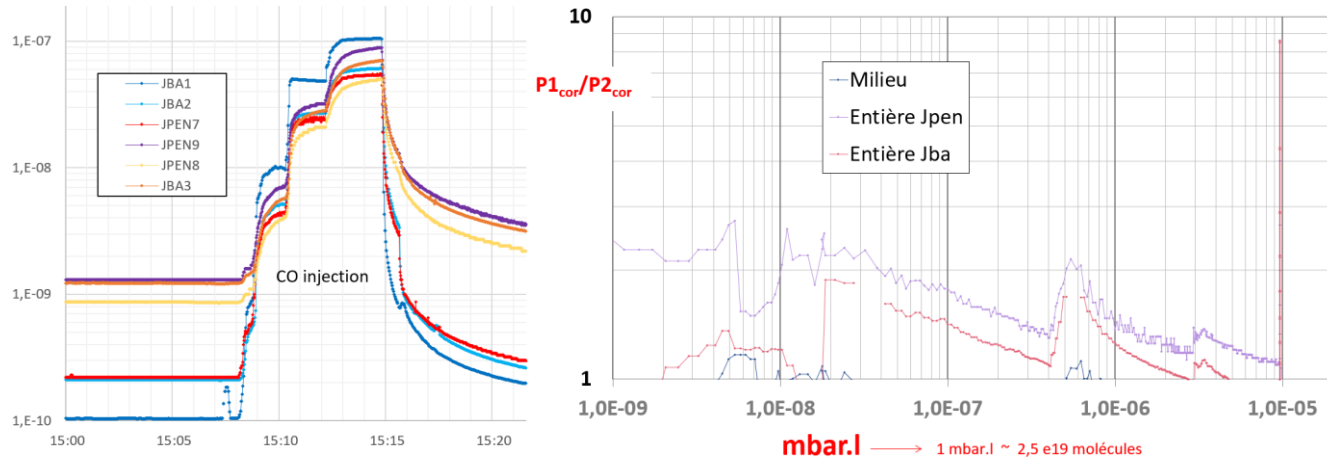 1,E-07
1,E-08
1,E-09
1,E-10
JBA1
JBA2
JPEN7
JPEN9
JPEN8
JBA3
CO injection
15:00
15:05
15:10
15:15
15:20
10
P1cor/P2cor
1
Milieu
Entière Jpen
Entière Jba
1,0E-09
1,0E-08
1,0E-07
1,0E-06
1,0E-05
mbar.l
1 mbar.l ~ 2,5 e19 molécules